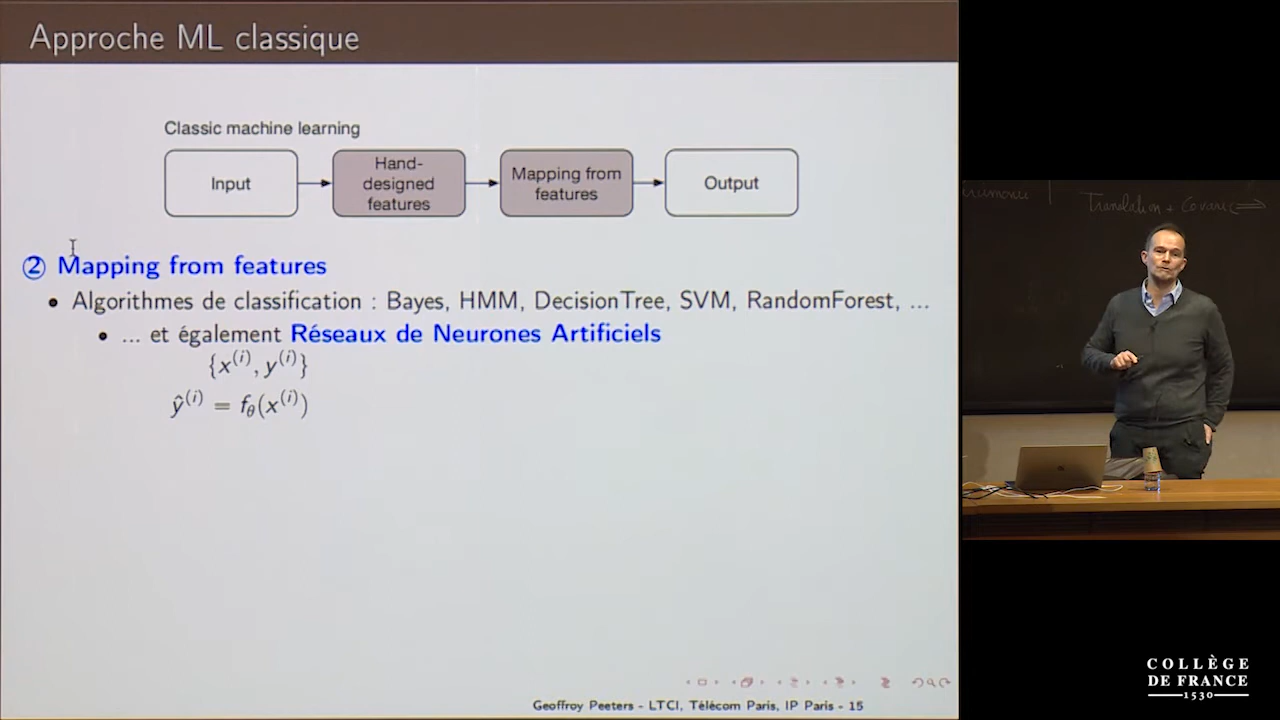 Approche ML classique
Classic machine learning
Input
Hand-
designed
features
Mapping from
features
Output
② Mapping from features
• Algorithmes de classification : Bayes, HMM, DecisionTree, SVM, RandomForest, ...
• ... et également Réseaux de Neurones Artificiels
{x⁽ⁱ⁾, y⁽ⁱ⁾}
ŷ⁽ⁱ⁾ = f_θ(x⁽ⁱ⁾)
Geoffroy Peeters - LTCI, Télécom Paris, IP Paris - 15
Translation +
COLLÈGE
DE FRANCE
1530